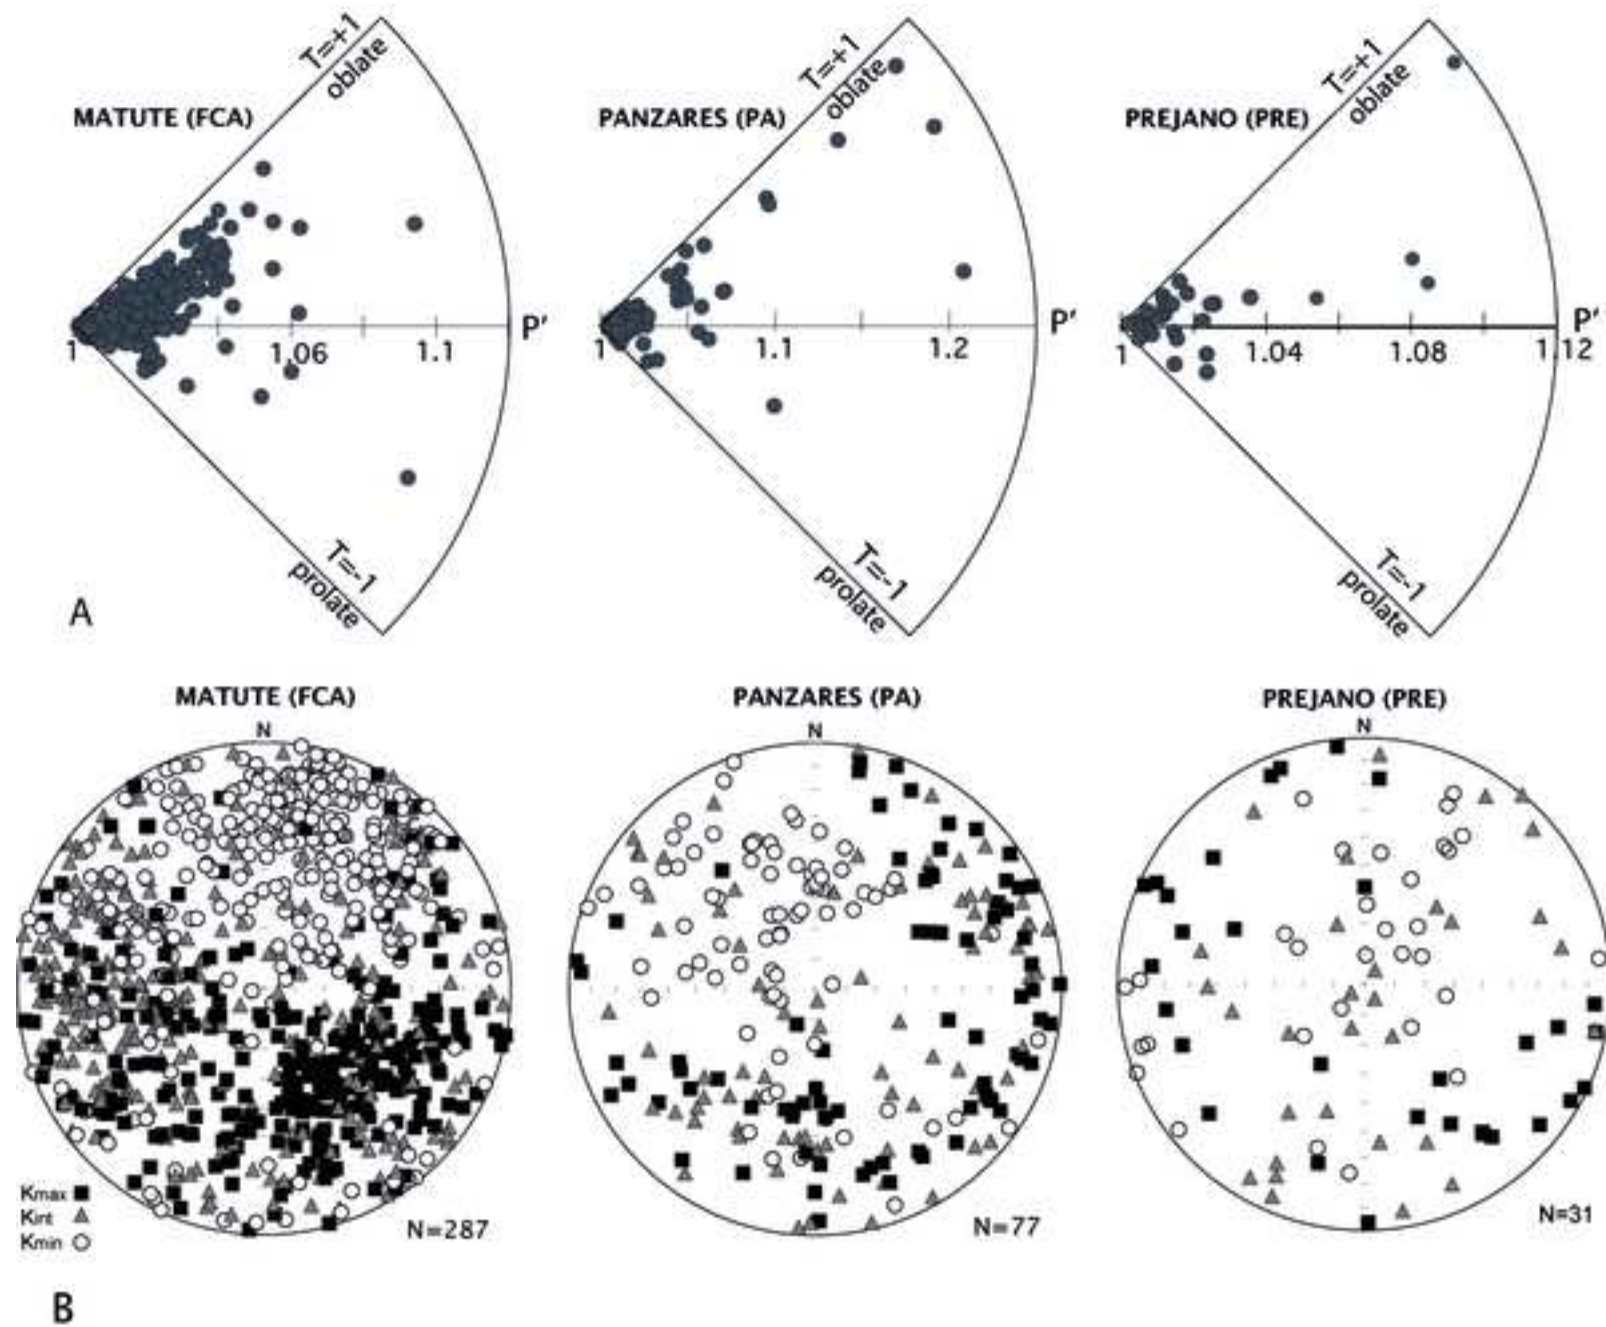 MATUTE (FCA)
T=+1
oblate
P'
1
1.06
1.1
T=-1
prolate
PANZARES (PA)
T=+1
oblate
P'
1
1.1
1.2
T=-1
prolate
PREJANO (PRE)
T=+1
oblate
P'
1
1.04
1.08
1.12
T=-1
prolate
A
MATUTE (FCA)
N
Kmax
Kint
Kmin
N=287
PANZARES (PA)
N
N=77
PREJANO (PRE)
N
N=31
B